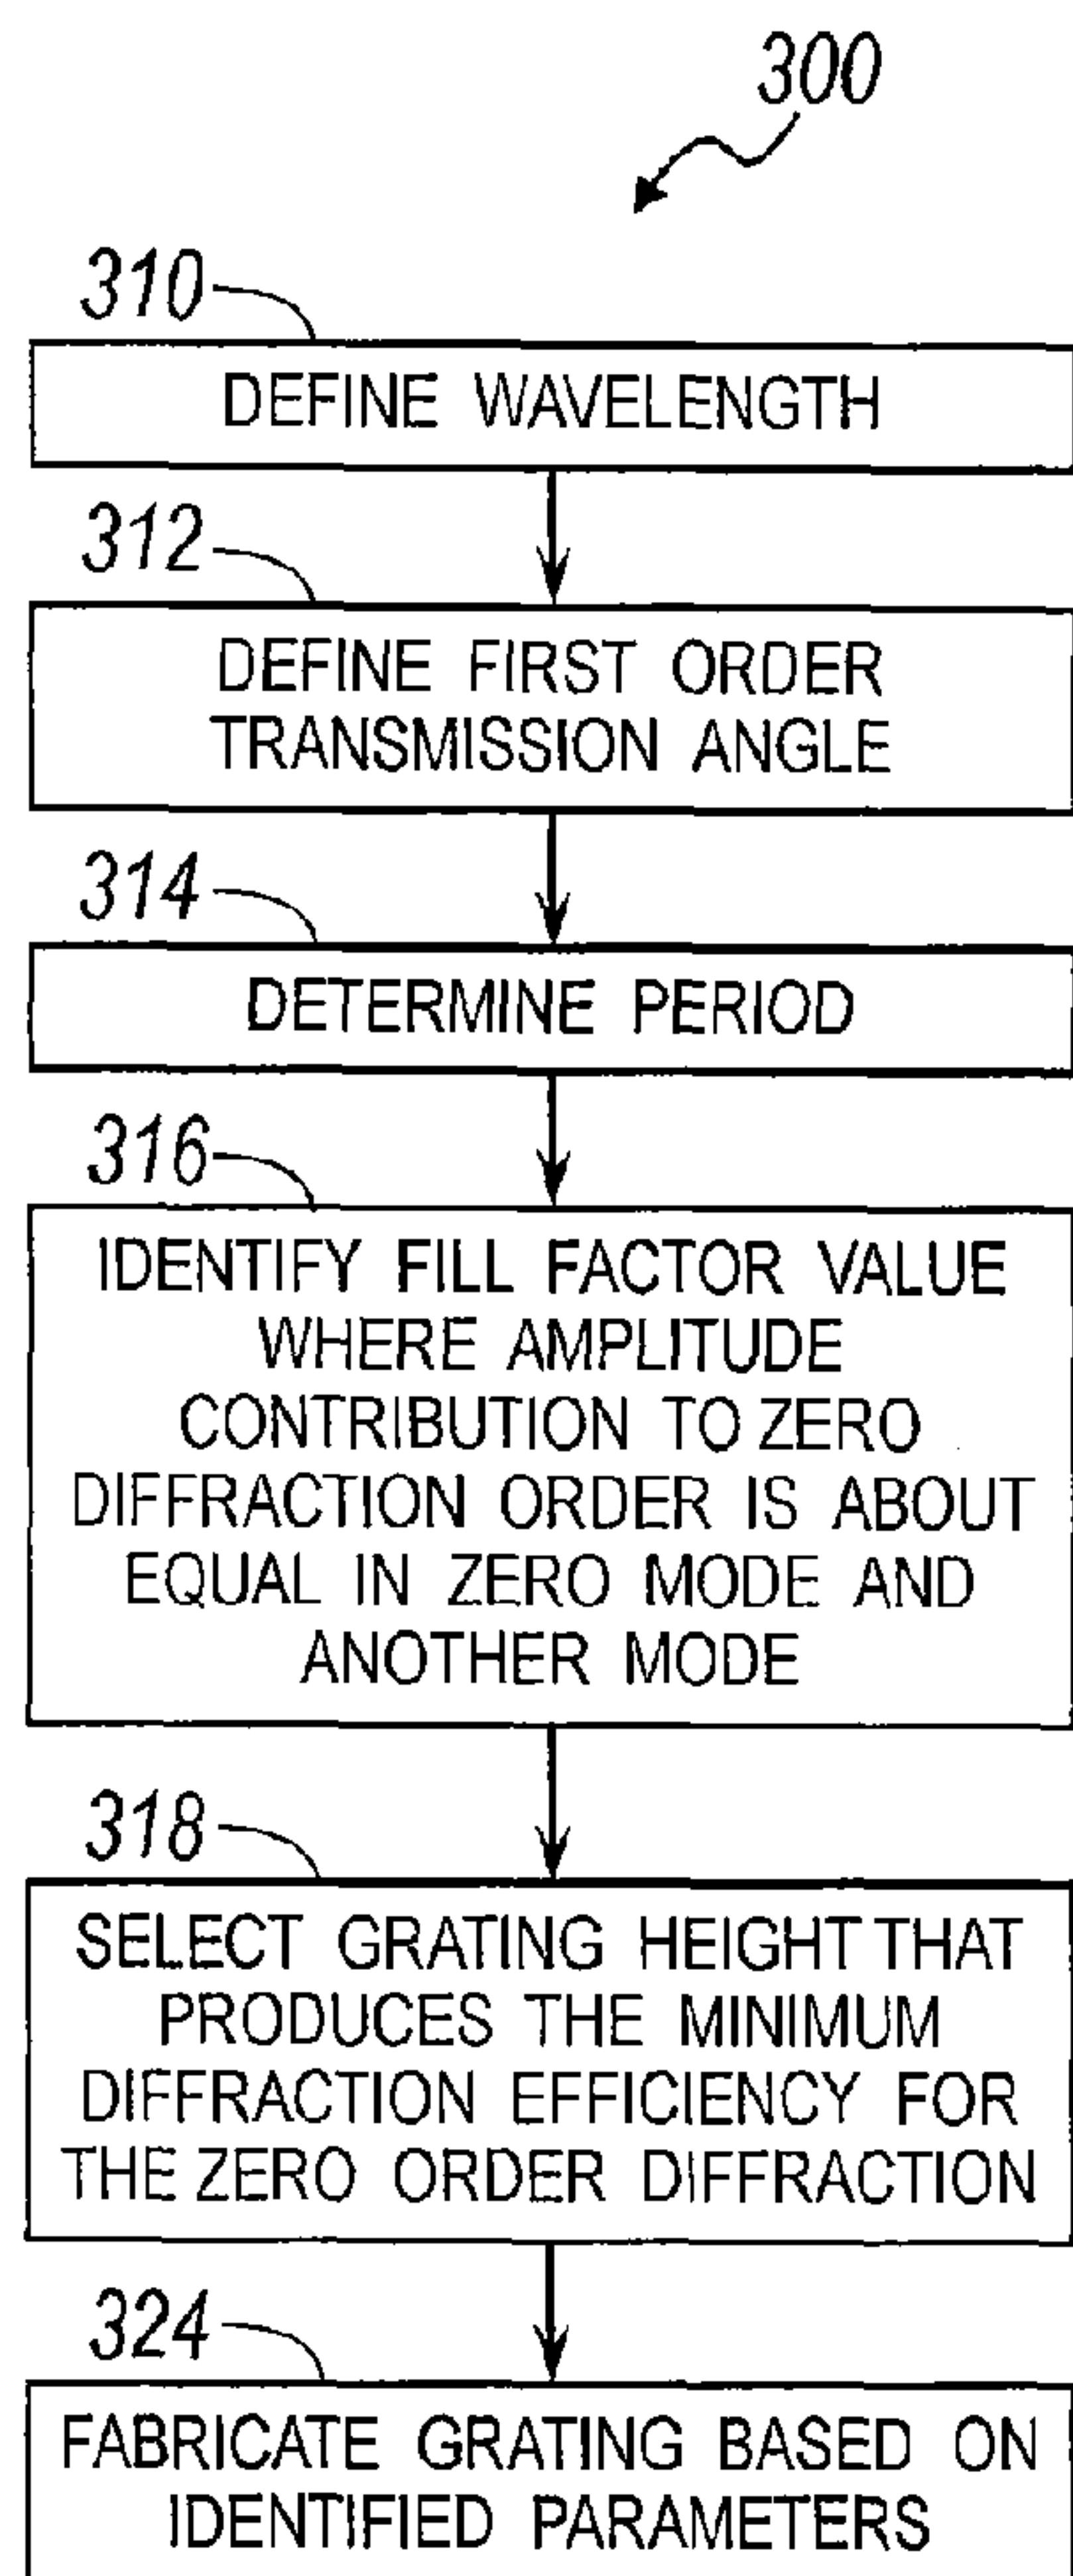 300
310
DEFINE WAVELENGTH
312
DEFINE FIRST ORDER
TRANSMISSION ANGLE
314
DETERMINE PERIOD
316
IDENTIFY FILL FACTOR VALUE
WHERE AMPLITUDE
CONTRIBUTION TO ZERO
DIFFRACTION ORDER IS ABOUT
EQUAL IN ZERO MODE AND
ANOTHER MODE
318
SELECT GRATING HEIGHT THAT
PRODUCES THE MINIMUM
DIFFRACTION EFFICIENCY FOR
THE ZERO ORDER DIFFRACTION
324
FABRICATE GRATING BASED ON
IDENTIFIED PARAMETERS